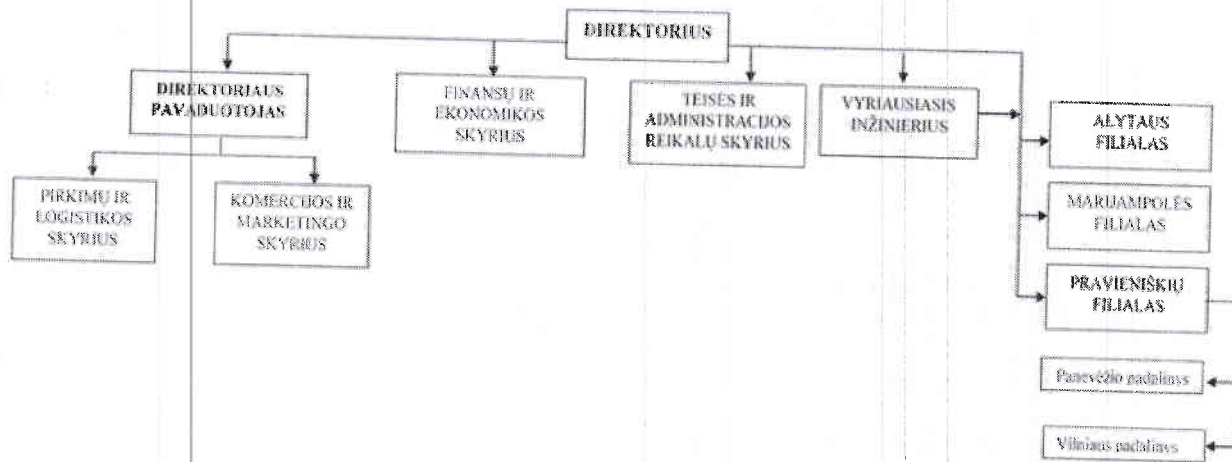 DIREKTORIUS
DIREKTORIAUS
PAVADUOTOJAS
FINANSŲ IR
EKONOMIKOS
SKYRIUS
TEISĖS IR
ADMINISTRACIJOS
REIKALŲ SKYRIUS
VYRIAUSIASIS
INŽINIERIUS
ALYTAUS
FILIALAS
PIRKIMŲ IR
LOGISTIKOS
SKYRIUS
KOMERCIJOS IR
MARKETINGO
SKYRIUS
MARIJAMPOLĖS
FILIALAS
PRAVIENIŠKIŲ
FILIALAS
Panevėžio padalinys
Vilniaus padalinys